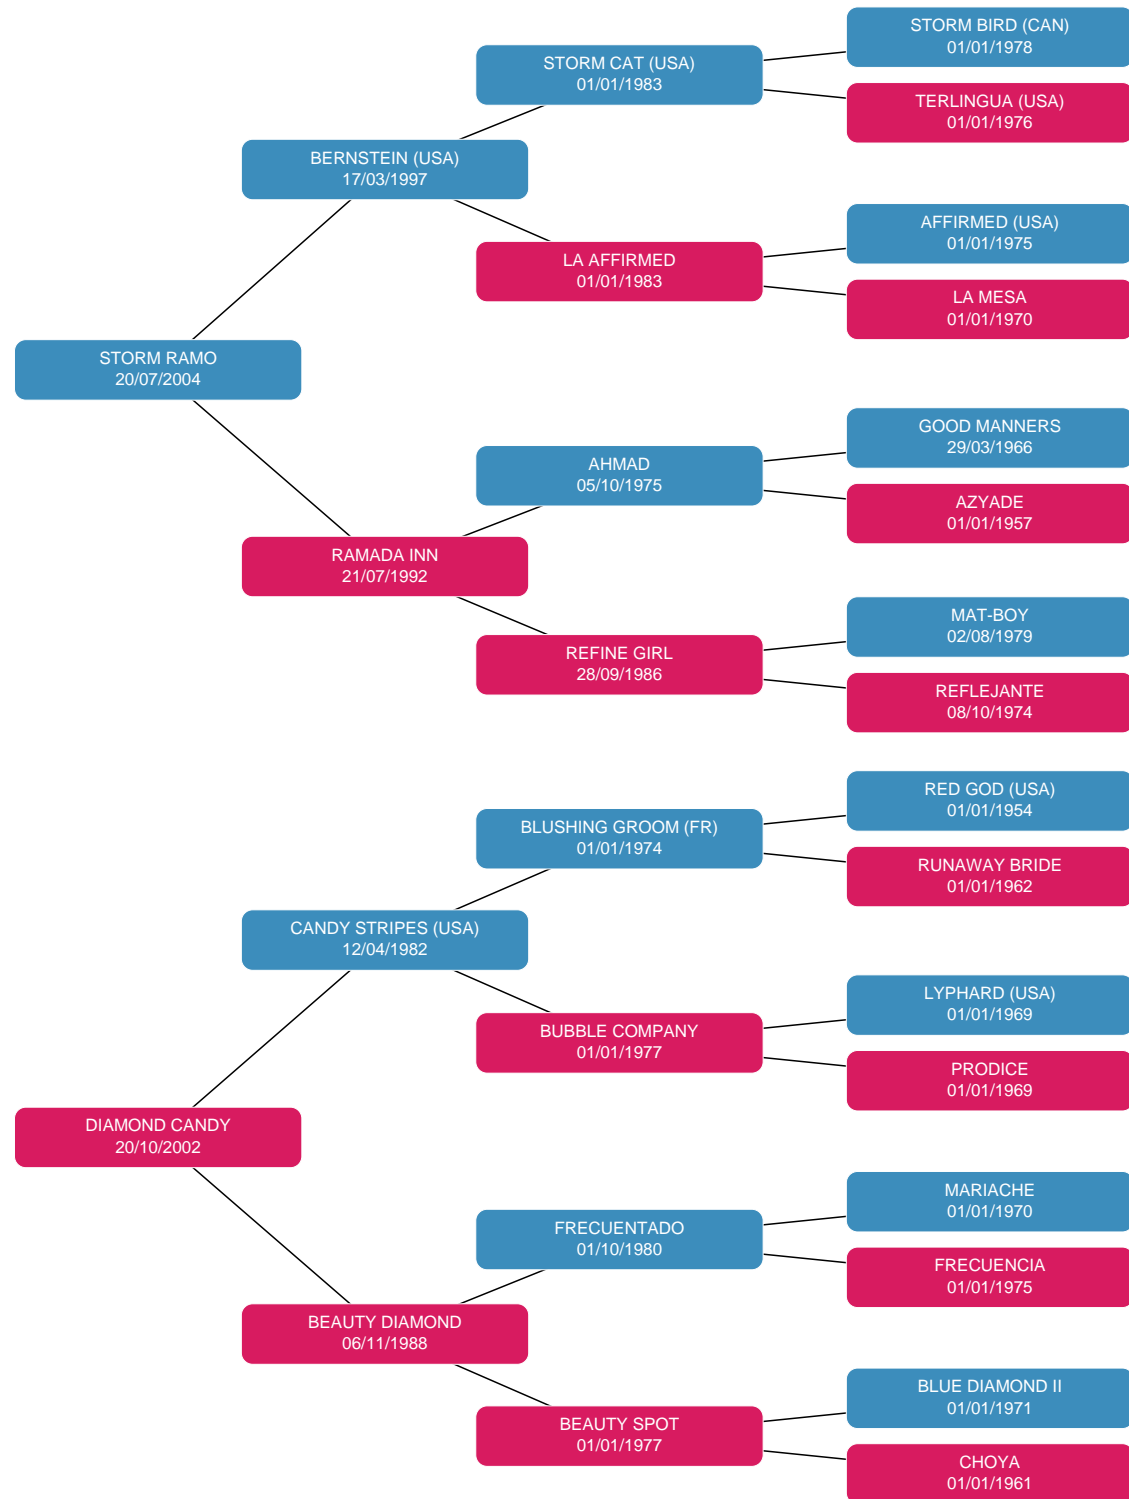 STORM BIRD (CAN)
01/01/1978
STORM CAT (USA)
01/01/1983
TERLINGUA (USA)
01/01/1976
BERNSTEIN (USA)
17/03/1997
AFFIRMED (USA)
01/01/1975
LA AFFIRMED
01/01/1983
LA MESA
01/01/1970
STORM RAMO
20/07/2004
GOOD MANNERS
29/03/1966
AHMAD
05/10/1975
AZYADE
01/01/1957
RAMADA INN
21/07/1992
MAT-BOY
02/08/1979
REFINE GIRL
28/09/1986
REFLEJANTE
08/10/1974
RED GOD (USA)
01/01/1954
BLUSHING GROOM (FR)
01/01/1974
RUNAWAY BRIDE
01/01/1962
CANDY STRIPES (USA)
12/04/1982
LYPHARD (USA)
01/01/1969
BUBBLE COMPANY
01/01/1977
PRODICE
01/01/1969
DIAMOND CANDY
20/10/2002
MARIACHE
01/01/1970
FRECUENTADO
01/10/1980
FRECUENCIA
01/01/1975
BEAUTY DIAMOND
06/11/1988
BLUE DIAMOND II
01/01/1971
BEAUTY SPOT
01/01/1977
CHOYA
01/01/1961